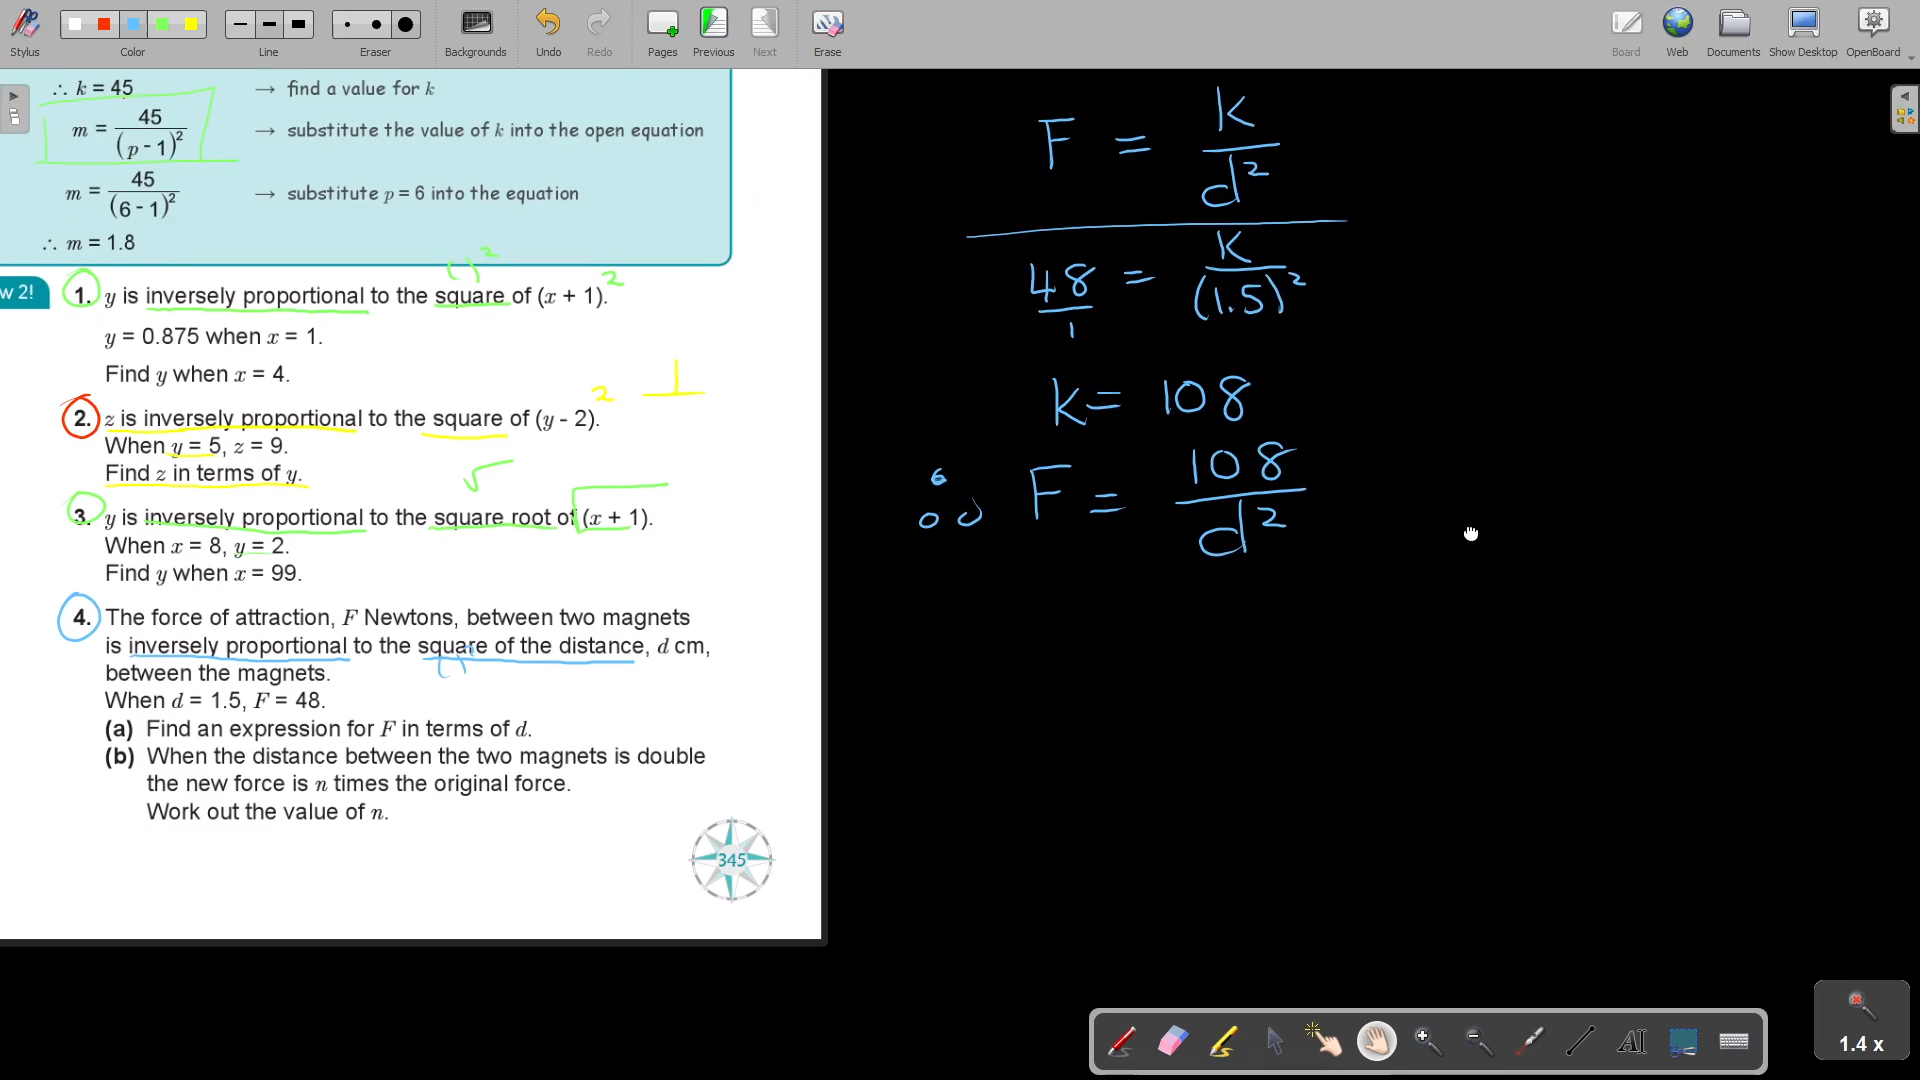 Stylus Color Line Eraser Backgrounds Undo Redo Pages Previous Next Erase Board Web Documents Show Desktop OpenBoard
∴ k = 45 → find a value for k
m = 45/(p - 1)² → substitute the value of k into the open equation
m = 45/(6 - 1)² → substitute p = 6 into the equation
∴ m = 1.8
w 2!
( )²
1. y is inversely proportional to the square of (x + 1).²
y = 0.875 when x = 1.
Find y when x = 4.
2. z is inversely proportional to the square of (y - 2).²
When y = 5, z = 9.
Find z in terms of y.
√
3. y is inversely proportional to the square root of (x + 1).
When x = 8, y = 2.
Find y when x = 99.
4. The force of attraction, F Newtons, between two magnets
is inversely proportional to the square of the distance, d cm,
between the magnets.
When d = 1.5, F = 48.
(a) Find an expression for F in terms of d.
(b) When the distance between the two magnets is double
the new force is n times the original force.
Work out the value of n.
345
F = k/d²
48/1 = k/(1.5)²
k = 108
∴ F = 108/d²
1.4 x